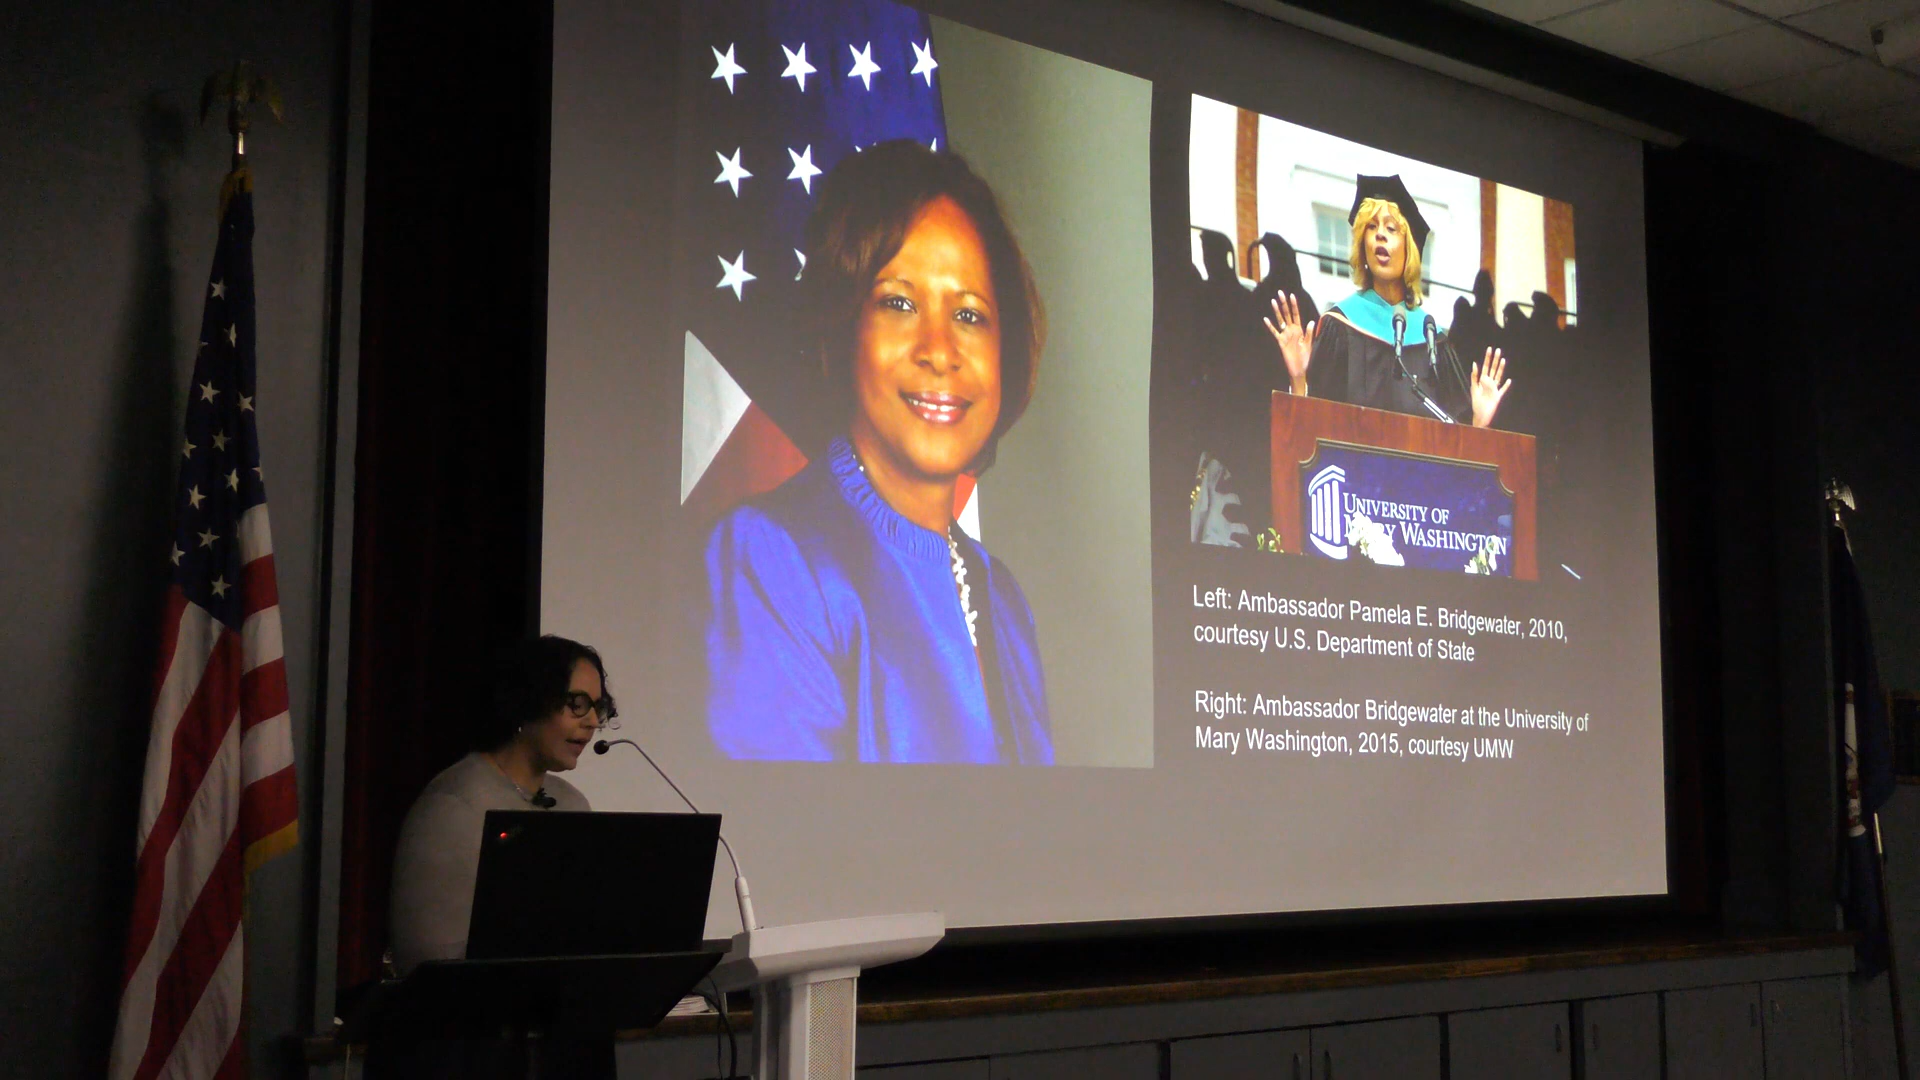 UNIVERSITY OF
MARY WASHINGTON
Left: Ambassador Pamela E. Bridgewater, 2010,
courtesy U.S. Department of State
Right: Ambassador Bridgewater at the University of
Mary Washington, 2015, courtesy UMW